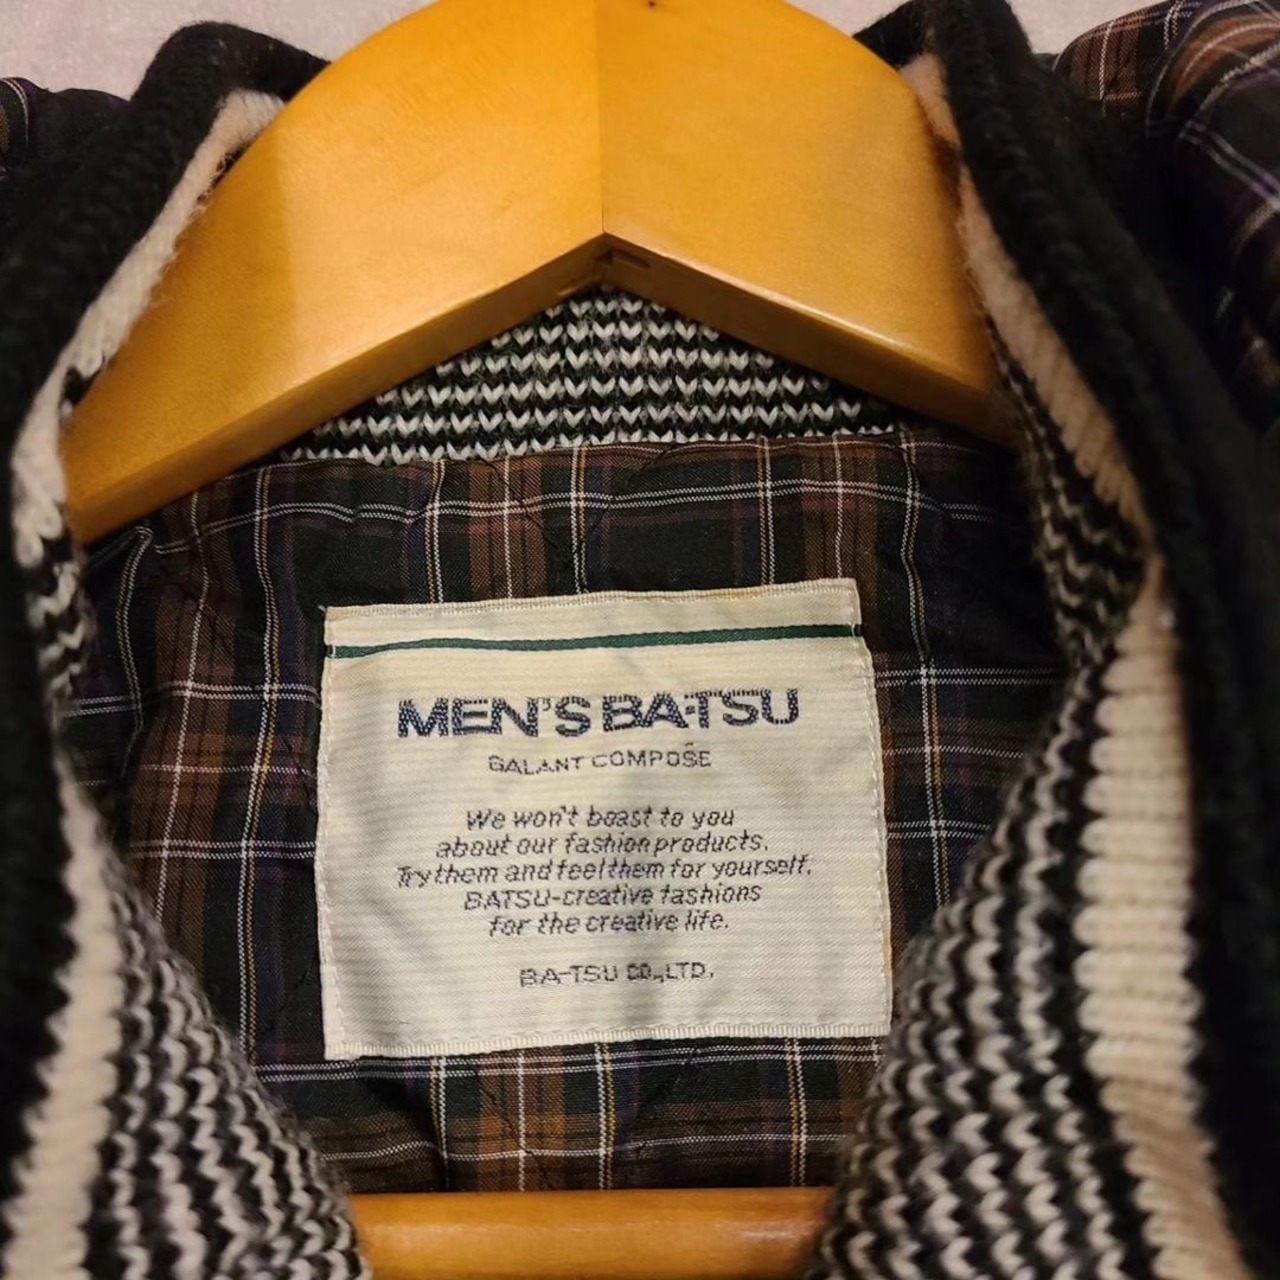 MEN'S BA-TSU
GALANT COMPOSE
We won't boast to you
about our fashion products.
Try them and feel them for yourself.
BATSU-creative fashions
for the creative life.
BA-TSU CO.,LTD.